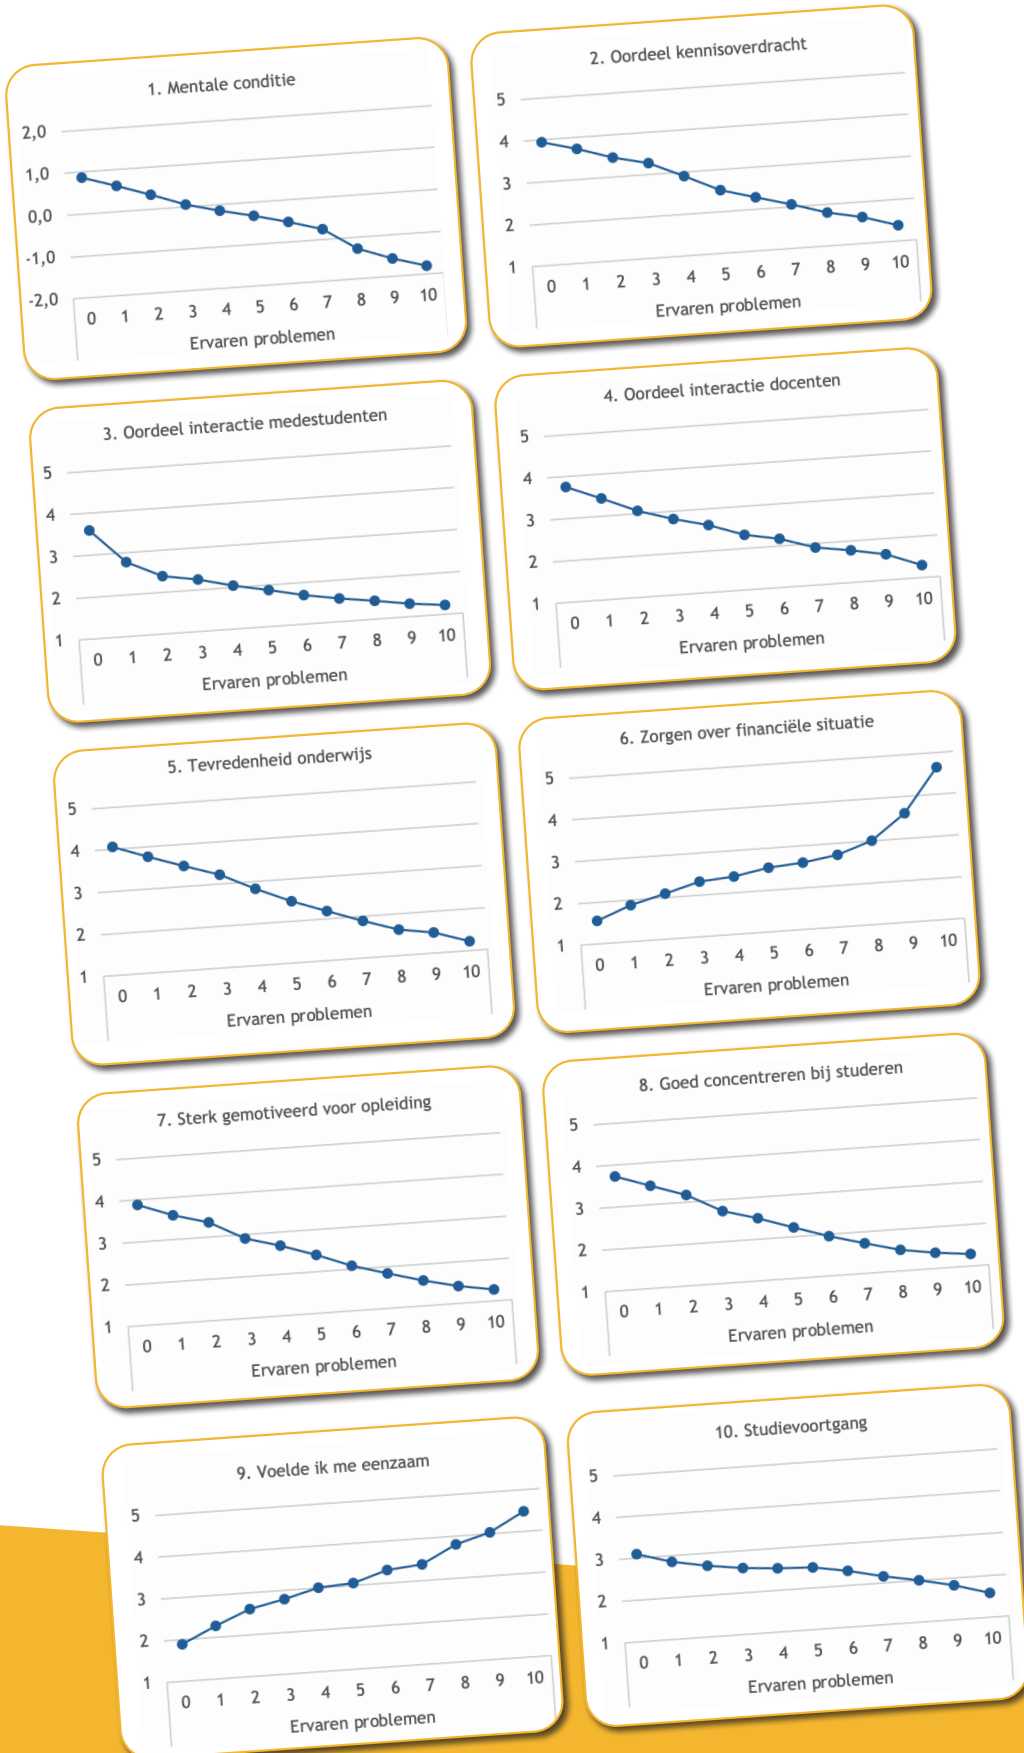 1. Mentale conditie
2,0
1,0
0,0
-1,0
-2,0
0 1 2 3 4 5 6 7 8 9 10
Ervaren problemen
2. Oordeel kennisoverdracht
5
4
3
2
1
0 1 2 3 4 5 6 7 8 9 10
Ervaren problemen
3. Oordeel interactie medestudenten
5
4
3
2
1
0 1 2 3 4 5 6 7 8 9 10
Ervaren problemen
4. Oordeel interactie docenten
5
4
3
2
1
0 1 2 3 4 5 6 7 8 9 10
Ervaren problemen
5. Tevredenheid onderwijs
5
4
3
2
1
0 1 2 3 4 5 6 7 8 9 10
Ervaren problemen
6. Zorgen over financiële situatie
5
4
3
2
1
0 1 2 3 4 5 6 7 8 9 10
Ervaren problemen
7. Sterk gemotiveerd voor opleiding
5
4
3
2
1
0 1 2 3 4 5 6 7 8 9 10
Ervaren problemen
8. Goed concentreren bij studeren
5
4
3
2
1
0 1 2 3 4 5 6 7 8 9 10
Ervaren problemen
9. Voelde ik me eenzaam
5
4
3
2
1
0 1 2 3 4 5 6 7 8 9 10
Ervaren problemen
10. Studievoortgang
5
4
3
2
1
0 1 2 3 4 5 6 7 8 9 10
Ervaren problemen